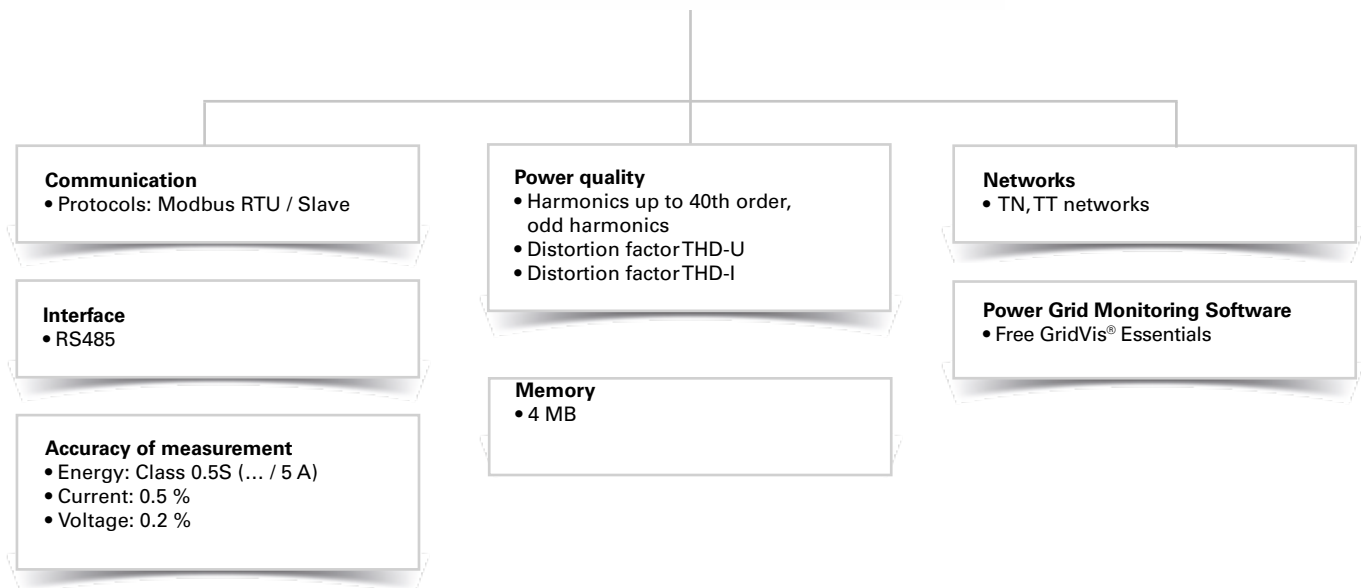 Communication
• Protocols: Modbus RTU / Slave
Interface
• RS485
Accuracy of measurement
• Energy: Class 0.5S (… / 5 A)
• Current: 0.5 %
• Voltage: 0.2 %
Power quality
• Harmonics up to 40th order,
odd harmonics
• Distortion factor THD-U
• Distortion factor THD-I
Memory
• 4 MB
Networks
• TN, TT networks
Power Grid Monitoring Software
• Free GridVis® Essentials